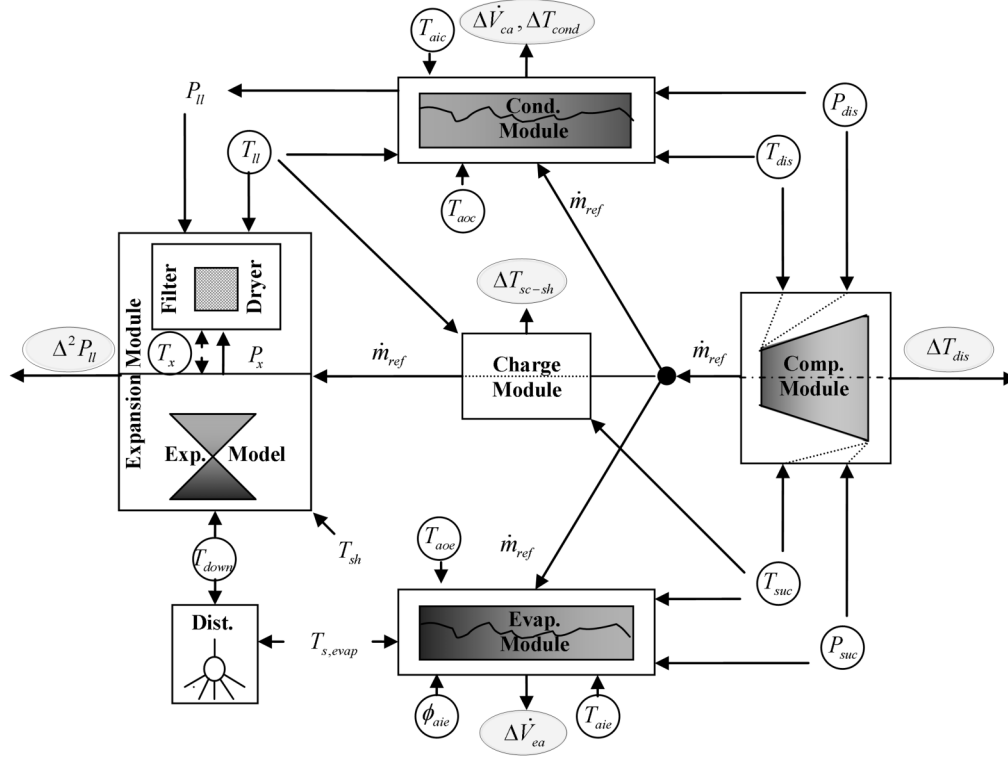 T_aic
ΔV̇_ca, ΔT_cond
P_ll
Cond.
Module
P_dis
T_ll
T_dis
T_aoc
ṁ_ref
Filter
Dryer
ΔT_sc−sh
Expansion Module
Δ²P_ll
T_x
P_x
ṁ_ref
Charge
Module
ṁ_ref
Comp.
Module
ΔT_dis
Exp. Model
T_sh
T_down
T_aoe
ṁ_ref
T_suc
Dist.
T_s,evap
Evap.
Module
P_suc
ϕ_aie
ΔV̇_ea
T_aie